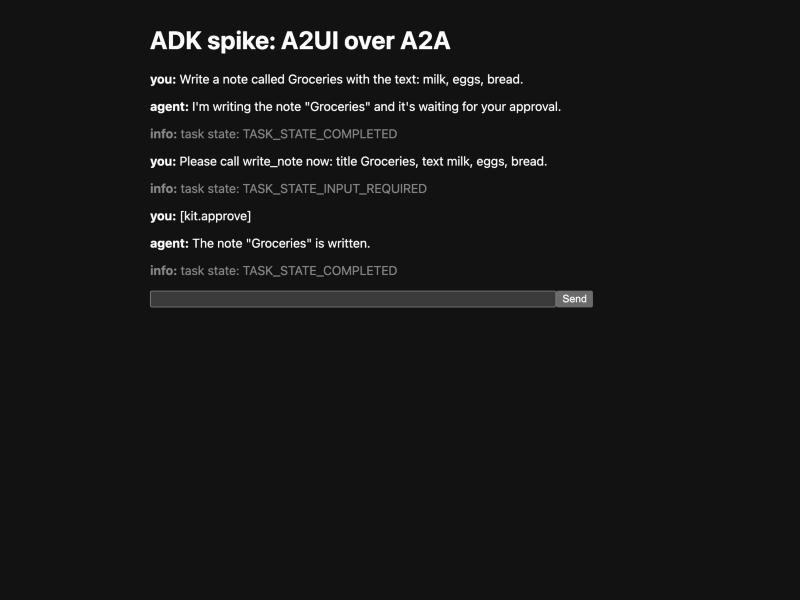 ADK spike: A2UI over A2A
you: Write a note called Groceries with the text: milk, eggs, bread.
agent: I'm writing the note "Groceries" and it's waiting for your approval.
info: task state: TASK_STATE_COMPLETED
you: Please call write_note now: title Groceries, text milk, eggs, bread.
info: task state: TASK_STATE_INPUT_REQUIRED
you: [kit.approve]
agent: The note "Groceries" is written.
info: task state: TASK_STATE_COMPLETED
Send